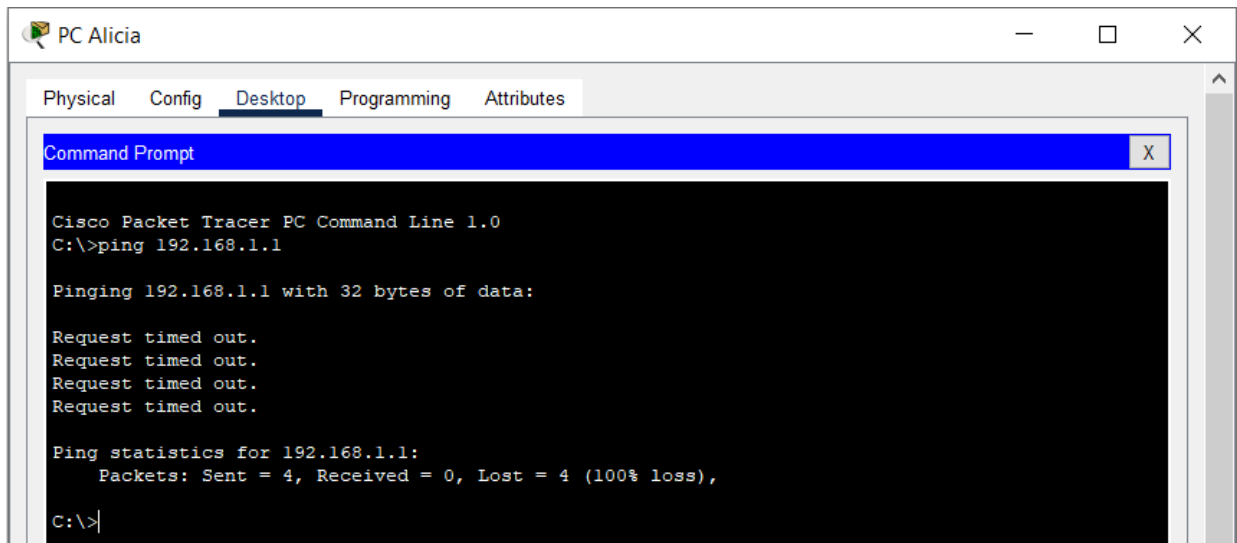 PC Alicia
Physical Config Desktop Programming Attributes
Command Prompt X
Cisco Packet Tracer PC Command Line 1.0
C:\>ping 192.168.1.1
Pinging 192.168.1.1 with 32 bytes of data:
Request timed out.
Request timed out.
Request timed out.
Request timed out.
Ping statistics for 192.168.1.1:
Packets: Sent = 4, Received = 0, Lost = 4 (100% loss),
C:\>